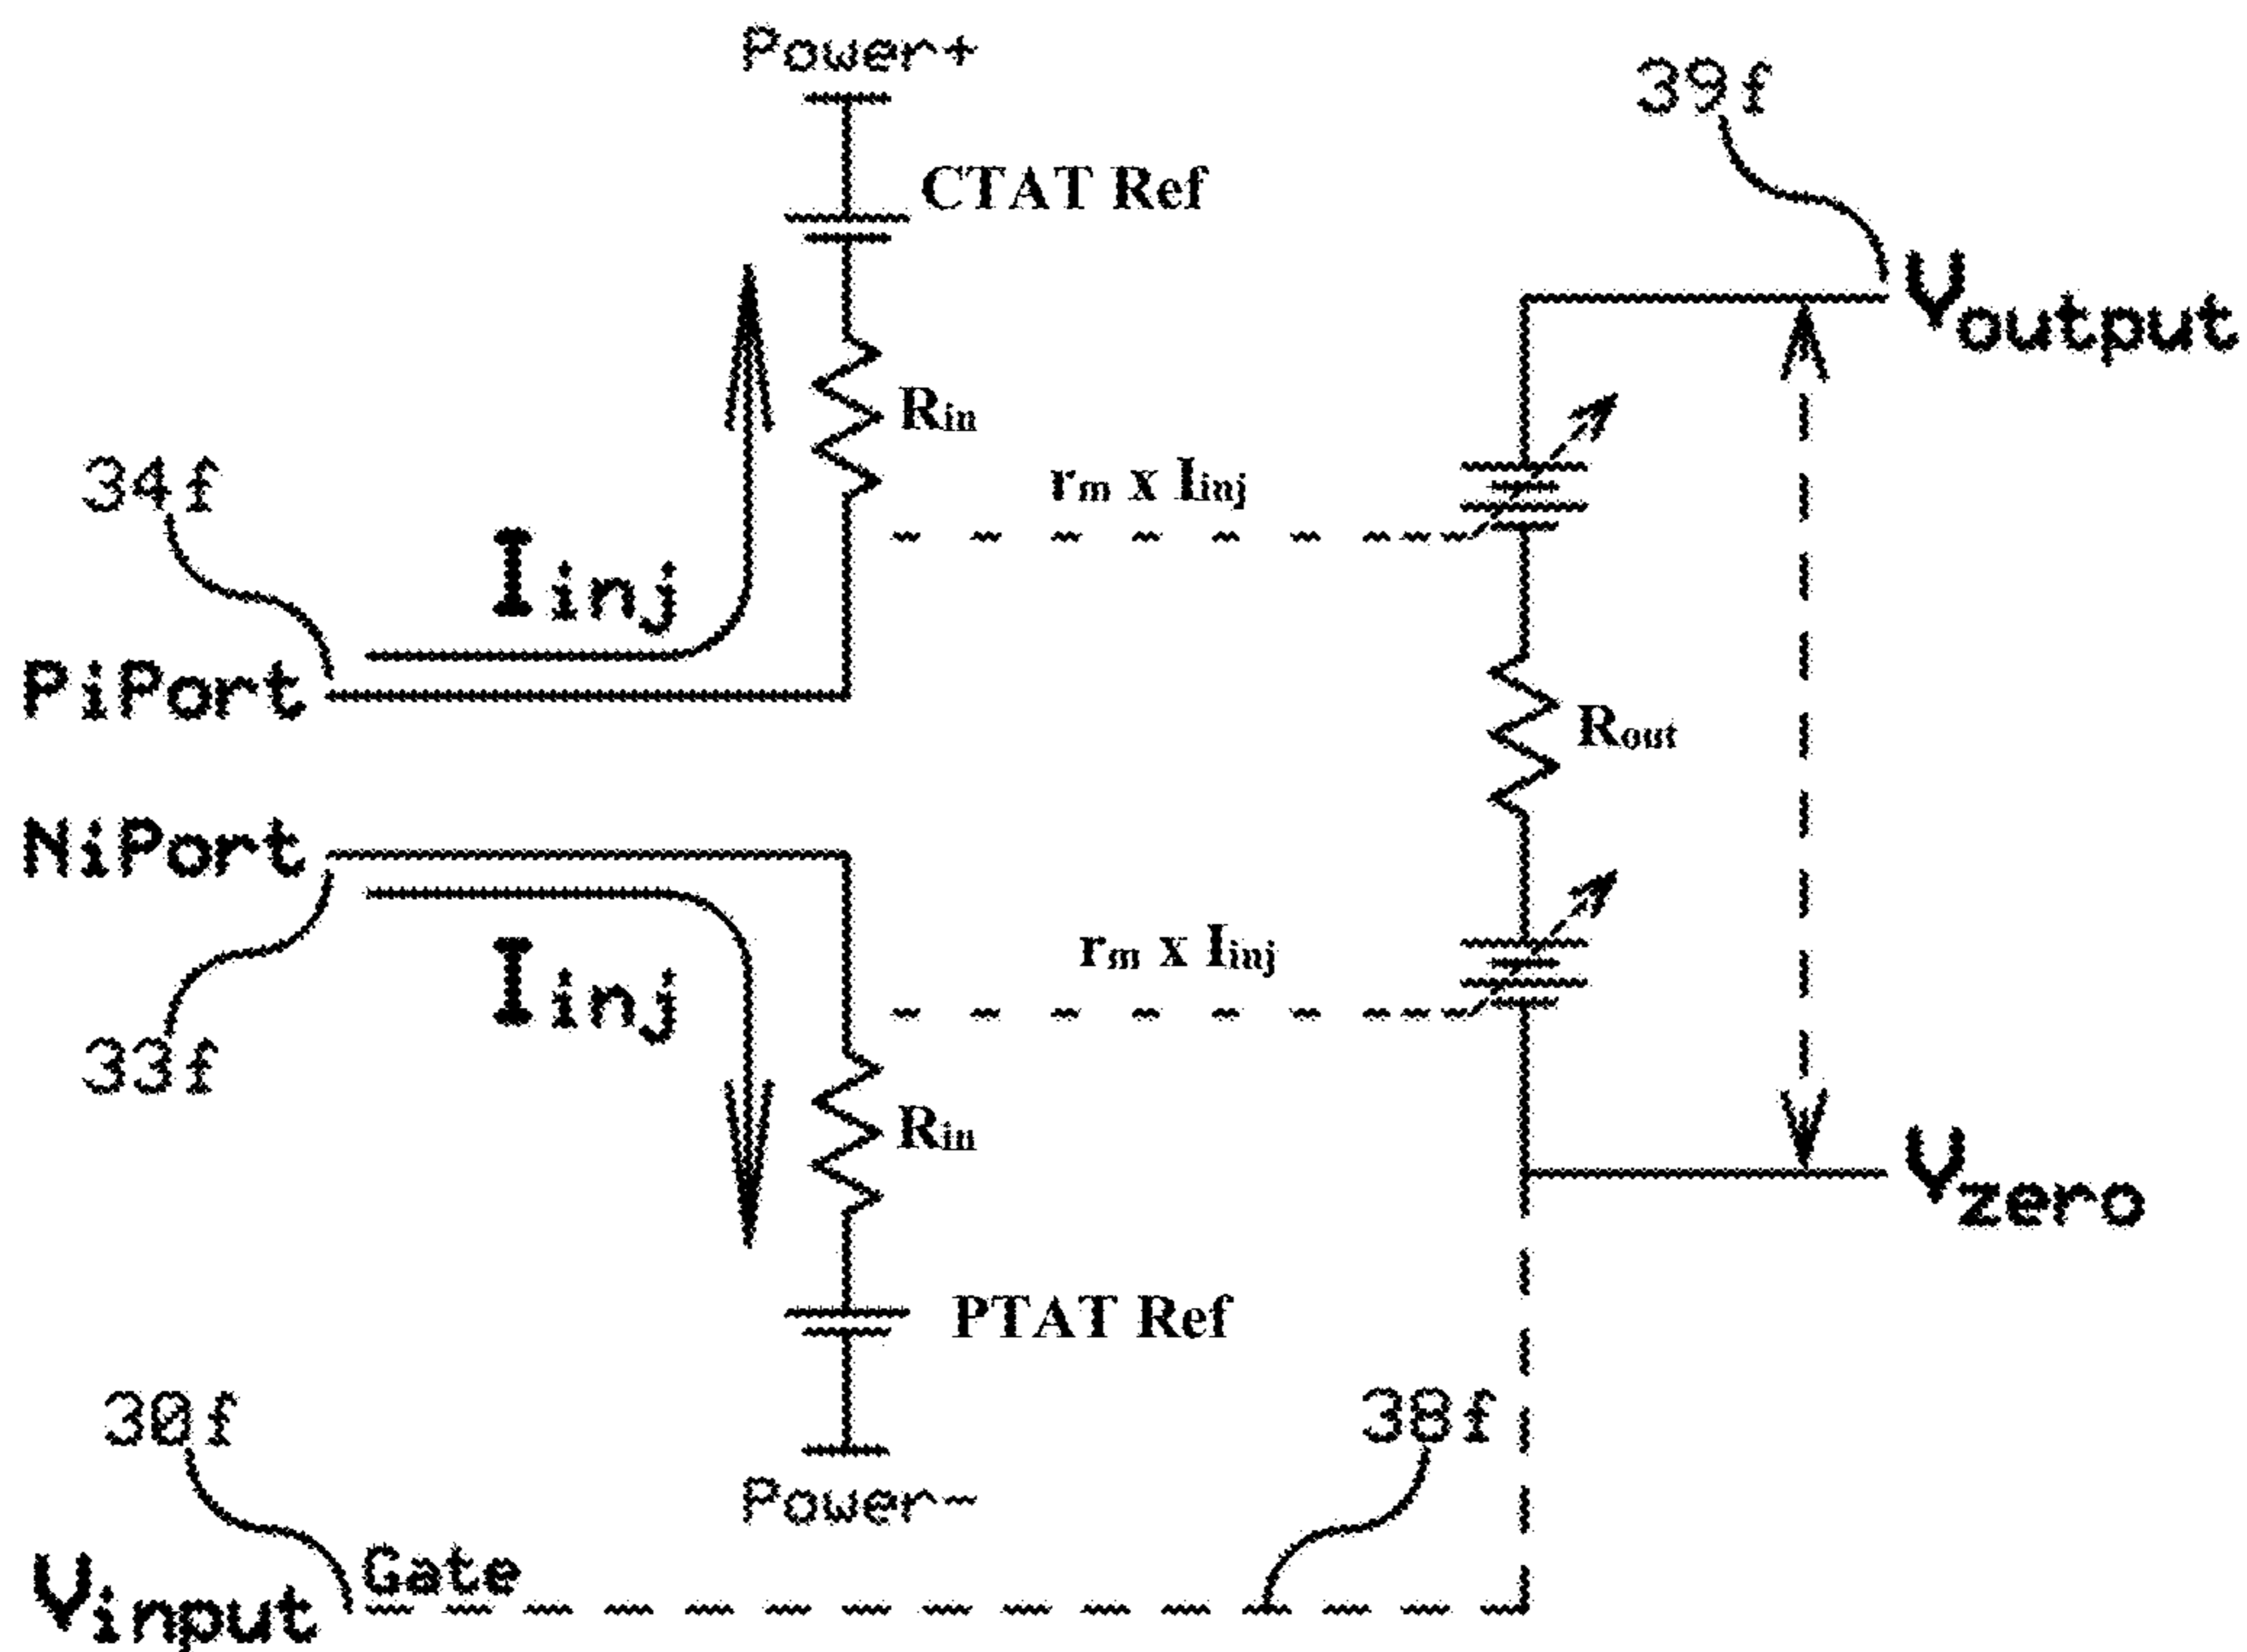 Power+
39f
CTAT Ref
Voutput
Rin
34f
rm x Iinj
Iinj
PiPort
Rout
NiPort
Iinj
rm x Iinj
33f
Rin
Vzero
PTAT Ref
30f
38f
Power-
Gate
Vinput